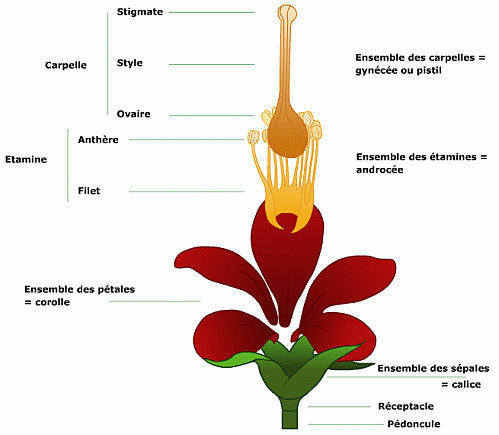 Stigmate
Carpelle
Style
Ensemble des carpelles =
gynécée ou pistil
Ovaire
Anthère
Etamine
Ensemble des étamines =
androcée
Filet
Ensemble des pétales
= corolle
Ensemble des sépales
= calice
Réceptacle
Pédoncule